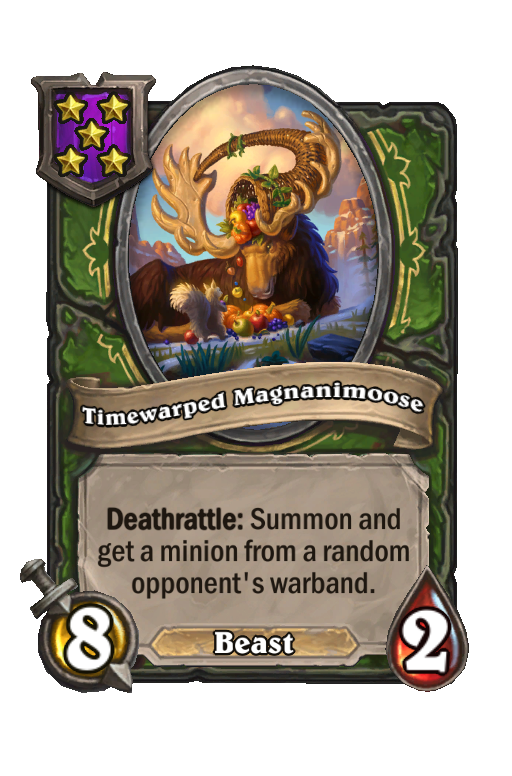 Timewarped Magnanimoose
Deathrattle: Summon and
get a minion from a random
opponent's warband.
8
Beast
2